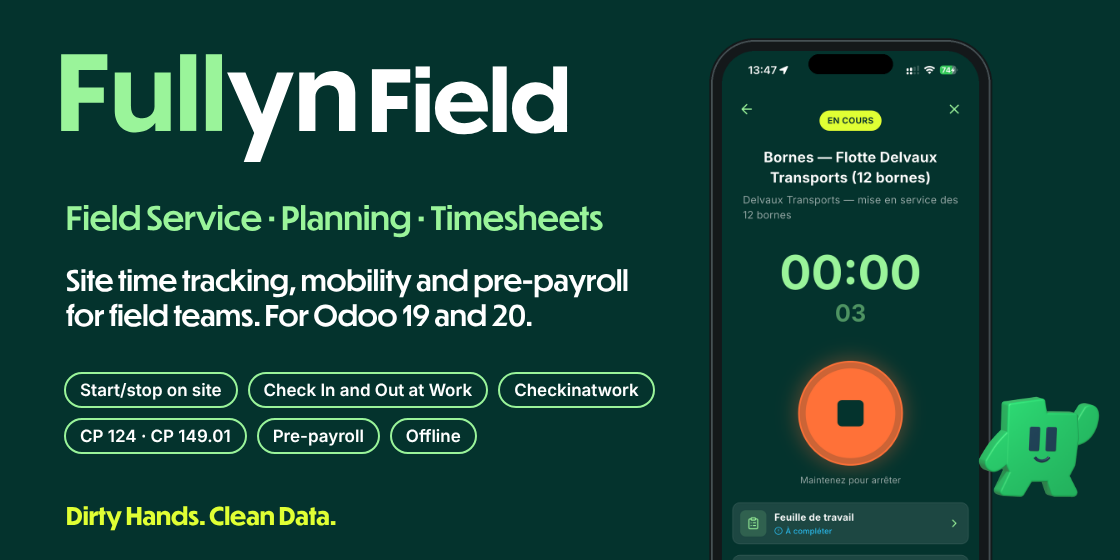 Fullyn Field
Field Service · Planning · Timesheets
Site time tracking, mobility and pre-payroll
for field teams. For Odoo 19 and 20.
Start/stop on site
Check In and Out at Work
Checkinatwork
CP 124 · CP 149.01
Pre-payroll
Offline
Dirty Hands. Clean Data.
13:47
74
EN COURS
Bornes — Flotte Delvaux
Transports (12 bornes)
Delvaux Transports — mise en service des
12 bornes
00:00
03
Maintenez pour arrêter
Feuille de travail
À compléter